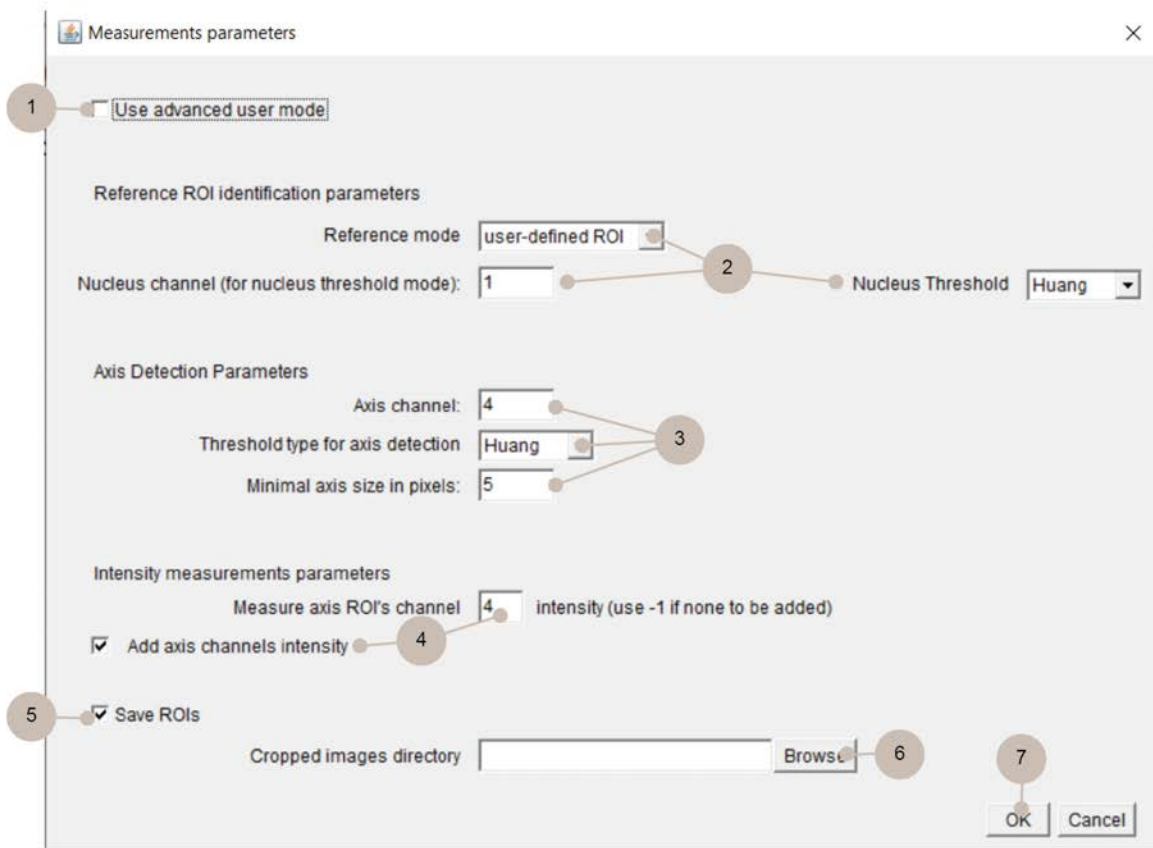 Measurements parameters
1 Use advanced user mode
Reference ROI identification parameters
Reference mode user-defined ROI
2
Nucleus channel (for nucleus threshold mode): 1 Nucleus Threshold Huang
Axis Detection Parameters
Axis channel: 4
Threshold type for axis detection Huang 3
Minimal axis size in pixels: 5
Intensity measurements parameters
Measure axis ROI's channel 4 intensity (use -1 if none to be added)
Add axis channels intensity 4
5 Save ROIs
Cropped images directory Browse 6
7
OK Cancel